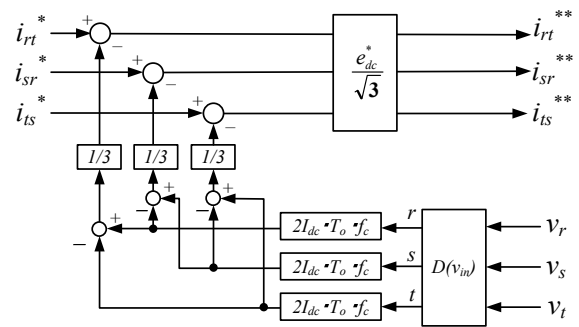 i_rt^* + − i_rt^**
i_sr^* + − e_dc^* / √3 i_sr^**
i_ts^* + − i_ts^**
1/3 1/3 1/3
− + − +
− + 2I_dc·T_o·f_c r v_r
2I_dc·T_o·f_c s D(v_in) v_s
2I_dc·T_o·f_c t v_t